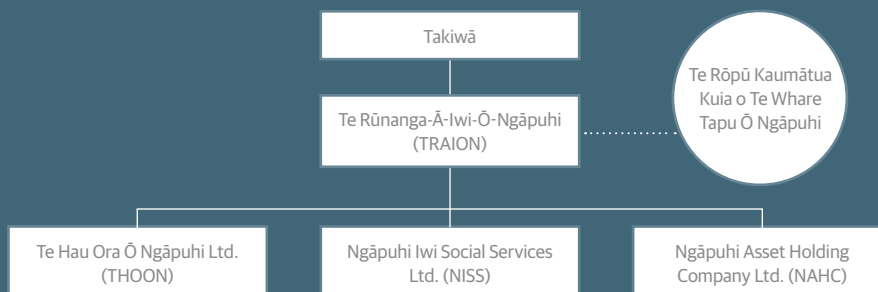 Takiwā
Te Rōpū Kaumātua
Kuia o Te Whare
Tapu Ō Ngāpuhi
Te Rūnanga-Ā-Iwi-Ō-Ngāpuhi
(TRAION)
Te Hau Ora Ō Ngāpuhi Ltd.
(THOON)
Ngāpuhi Iwi Social Services
Ltd. (NISS)
Ngāpuhi Asset Holding
Company Ltd. (NAHC)